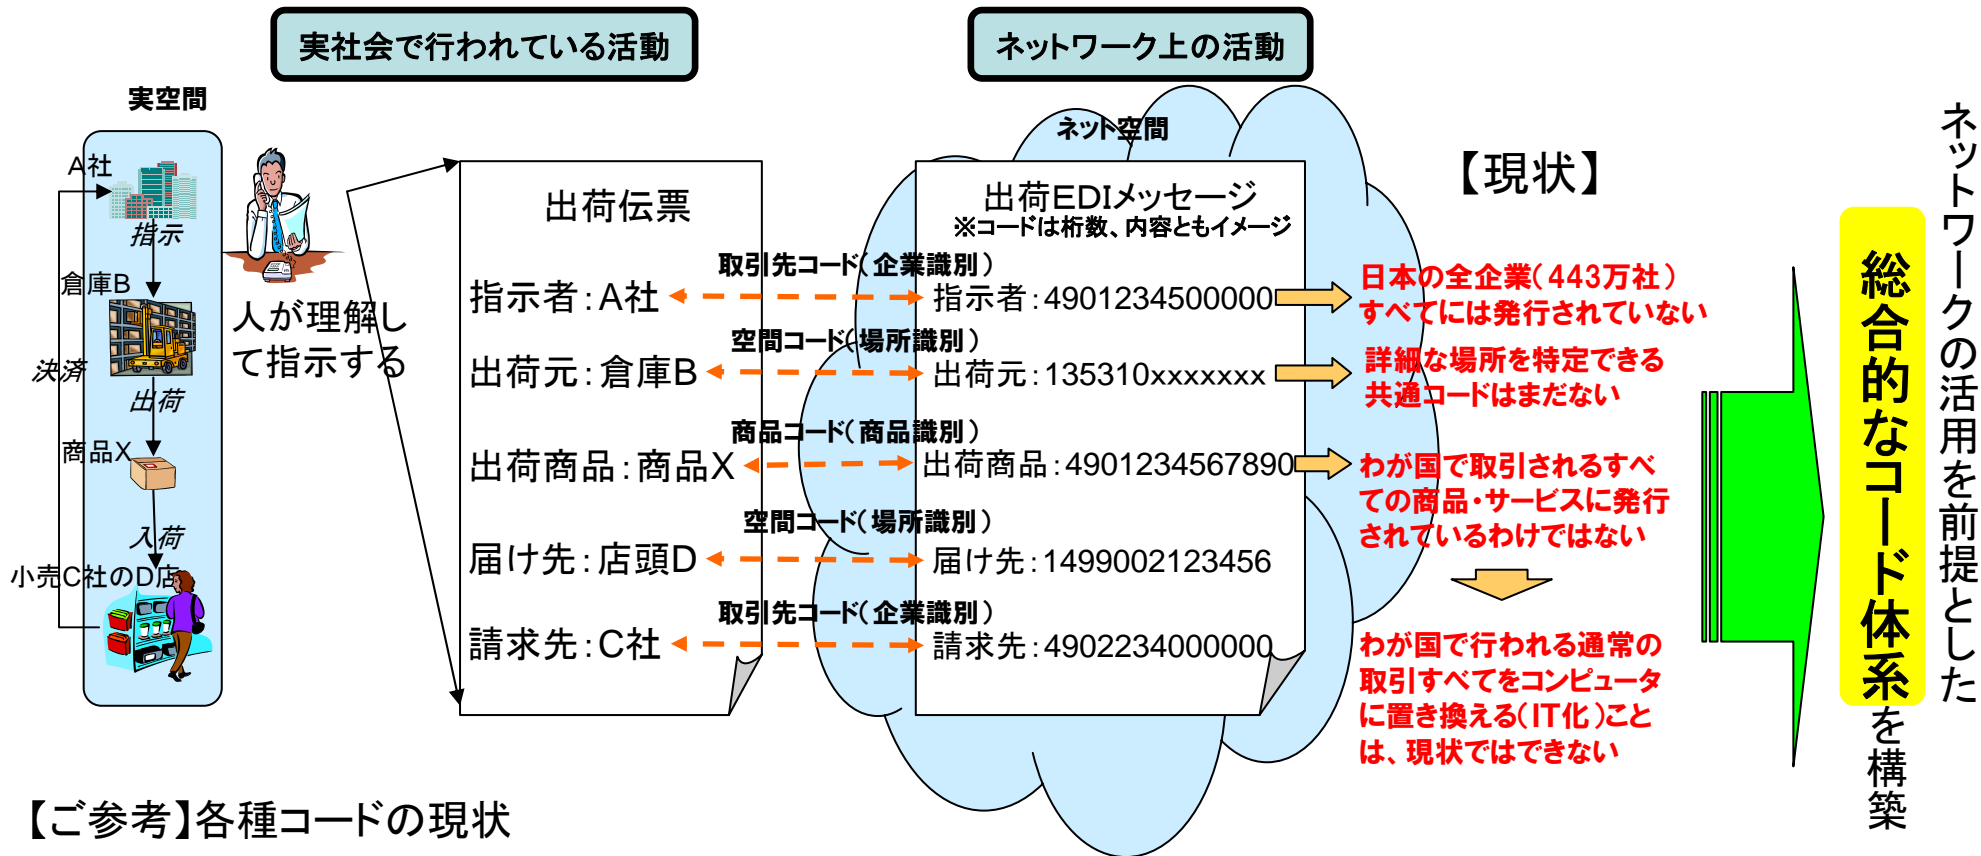 実社会で行われている活動
ネットワーク上の活動
実空間
A社
指示
倉庫B
決済
出荷
商品X
入荷
小売C社のD店
人が理解し
て指示する
出荷伝票
指示者:A社
出荷元:倉庫B
出荷商品:商品X
届け先:店頭D
請求先:C社
取引先コード(企業識別)
空間コード(場所識別)
商品コード(商品識別)
空間コード(場所識別)
取引先コード(企業識別)
ネット空間
出荷EDIメッセージ
※コードは桁数、内容ともイメージ
指示者:4901234500000
出荷元:135310xxxxxxx
出荷商品:4901234567890
届け先:1499002123456
請求先:4902234000000
【現状】
日本の全企業(443万社)
すべてには発行されていない
詳細な場所を特定できる
共通コードはまだない
わが国で取引されるすべ
ての商品・サービスに発行
されているわけではない
わが国で行われる通常の
取引すべてをコンピュータ
に置き換える(IT化)こと
は、現状ではできない
ネットワークの活用を前提とした
総合的なコード体系を構築
【ご参考】各種コードの現状